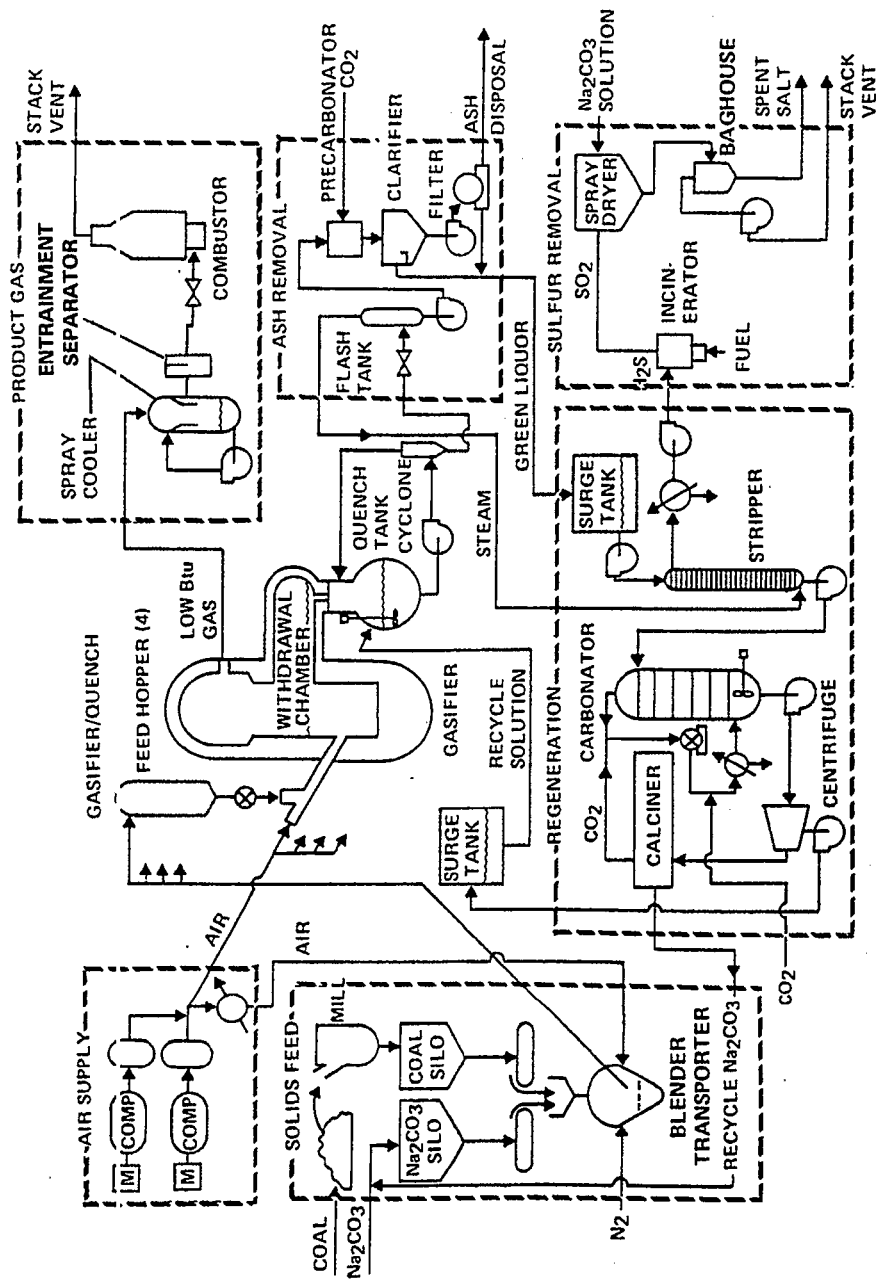 AIR SUPPLY
M
COMP
M
COMP
AIR
AIR
SOLIDS FEED
COAL
Na2CO3
MILL
Na2CO3
SILO
COAL
SILO
N2
BLENDER
TRANSPORTER
RECYCLE Na2CO3
CO2
GASIFIER/QUENCH
FEED HOPPER (4)
LOW Btu
GAS
WITHDRAWAL
CHAMBER
GASIFIER
QUENCH
TANK
CYCLONE
RECYCLE
SOLUTION
SURGE
TANK
PRODUCT GAS
SPRAY
COOLER
ENTRAINMENT
SEPARATOR
COMBUSTOR
STACK
VENT
ASH REMOVAL
FLASH
TANK
PRECARBONATOR
CO2
CLARIFIER
FILTER
ASH
DISPOSAL
STEAM
GREEN LIQUOR
REGENERATION
CO2
CALCINER
CARBONATOR
CENTRIFUGE
SURGE
TANK
STRIPPER
SULFUR REMOVAL
H2S
INCIN-
ERATOR
FUEL
SO2
SPRAY
DRYER
Na2CO3
SOLUTION
BAGHOUSE
SPENT
SALT
STACK
VENT